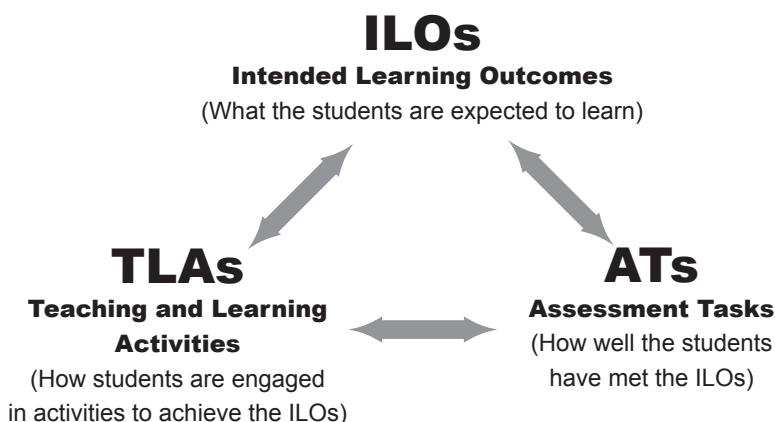 ILOs
Intended Learning Outcomes
(What the students are expected to learn)
TLAs
Teaching and Learning
Activities
(How students are engaged
in activities to achieve the ILOs)
ATs
Assessment Tasks
(How well the students
have met the ILOs)